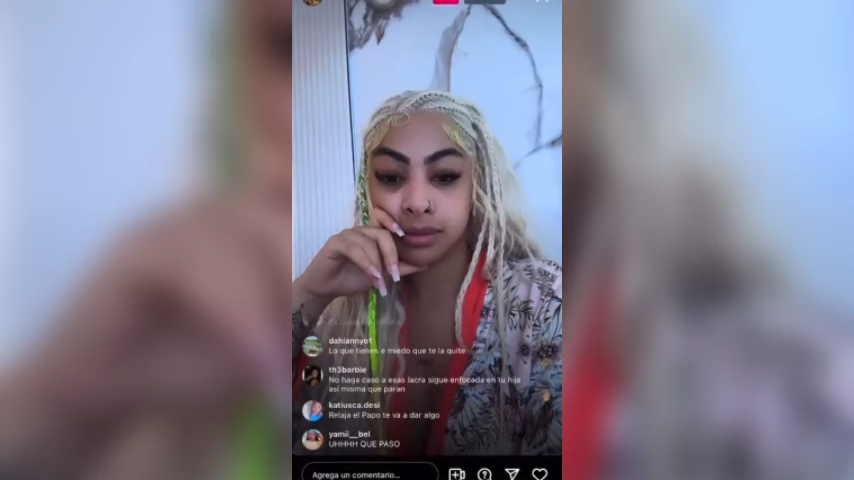 dahiannyo1
Lo que tienes e miedo que te la quite
th3barbie
No haga caso a esas lacra sigue enfocada en tu hija
así misma que paran
katiusca.desi
Relaja el Papo te va a dar algo
yamii__bel
UHHHH QUE PASO
Agrega un comentario...